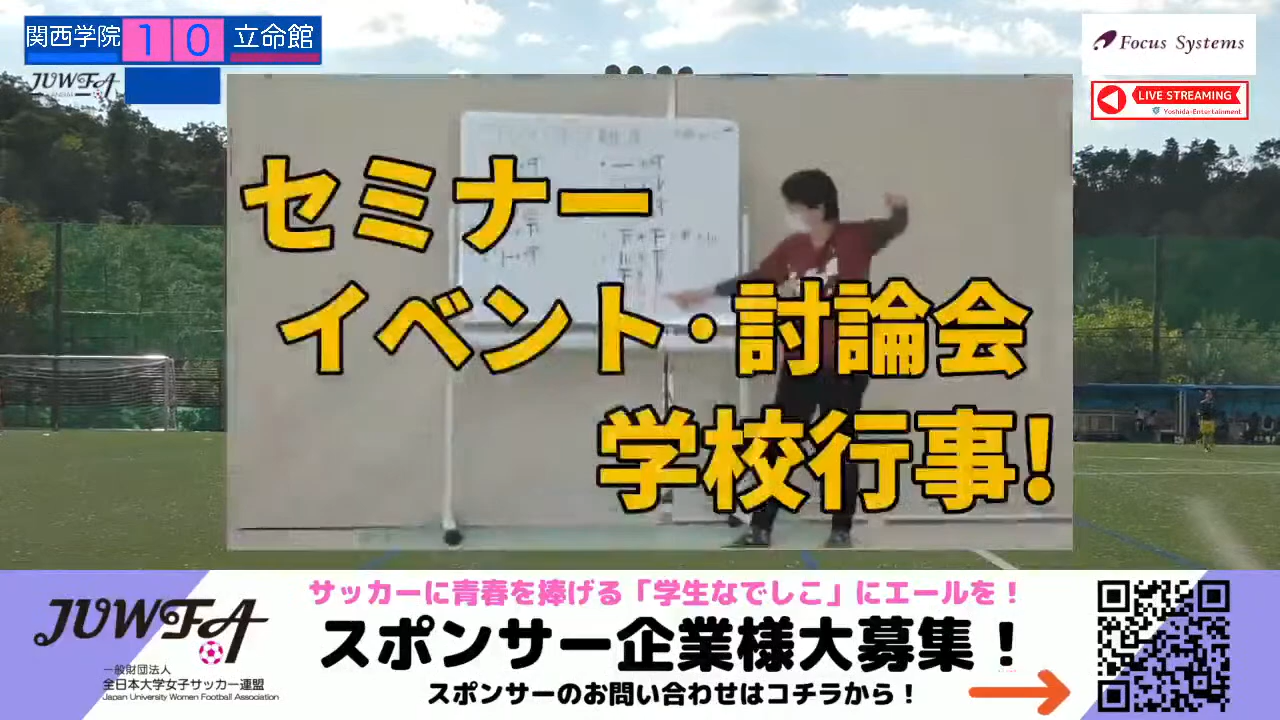 関西学院 1 0 立命館
JUWFA
Focus Systems
LIVE STREAMING
Yoshida-Entertainment
セミナー
イベント・討論会
学校行事!
サッカーに青春を捧げる「学生なでしこ」にエールを！
スポンサー企業様大募集！
スポンサーのお問い合わせはコチラから！
JUWFA
一般財団法人
全日本大学女子サッカー連盟
Japan University Women Football Association